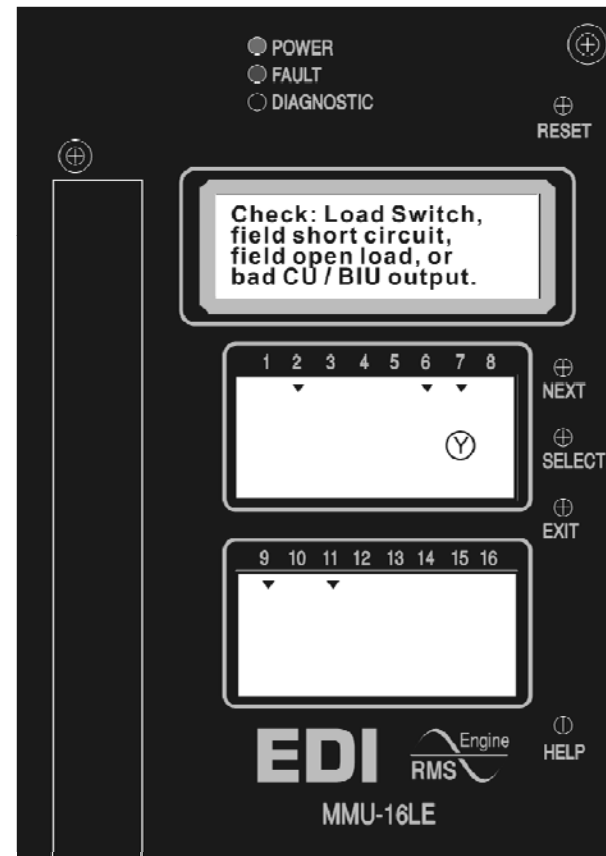 POWER
FAULT
DIAGNOSTIC
RESET
Check: Load Switch,
field short circuit,
field open load, or
bad CU / BIU output.
1 2 3 4 5 6 7 8
NEXT
Y
SELECT
EXIT
9 10 11 12 13 14 15 16
EDI
Engine
RMS
HELP
MMU-16LE